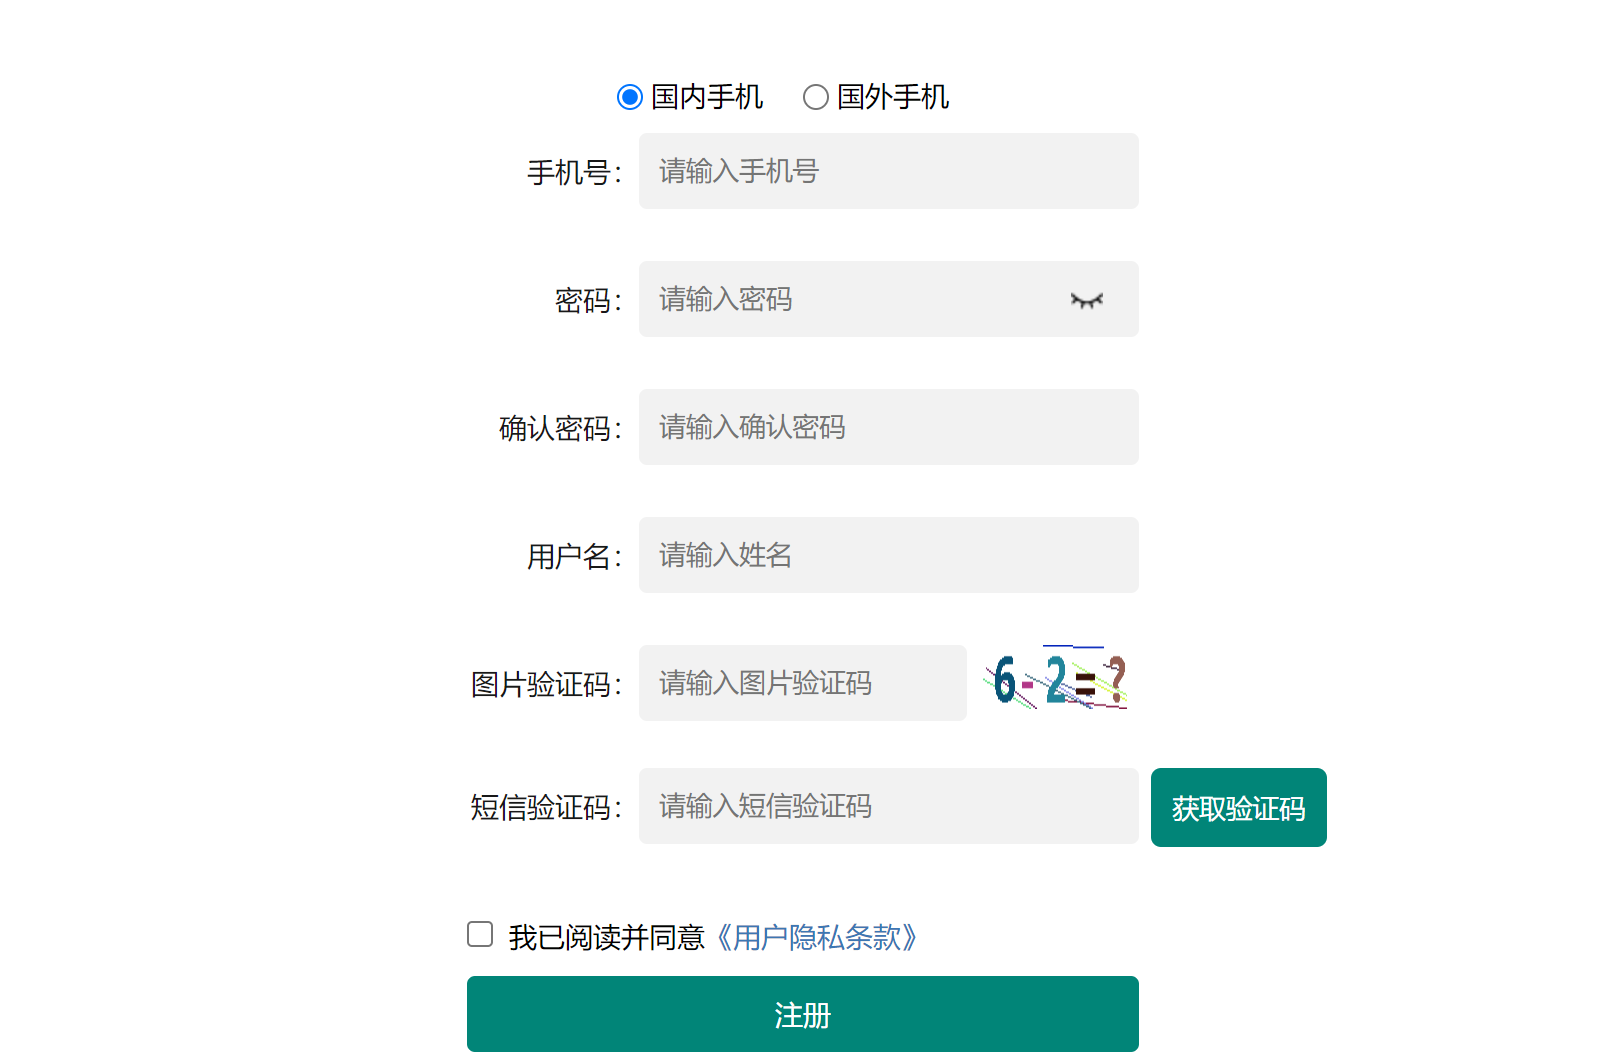 国内手机 国外手机
手机号： 请输入手机号
密码： 请输入密码
确认密码： 请输入确认密码
用户名： 请输入姓名
图片验证码： 请输入图片验证码 6-2=?
短信验证码： 请输入短信验证码 获取验证码
我已阅读并同意《用户隐私条款》
注册